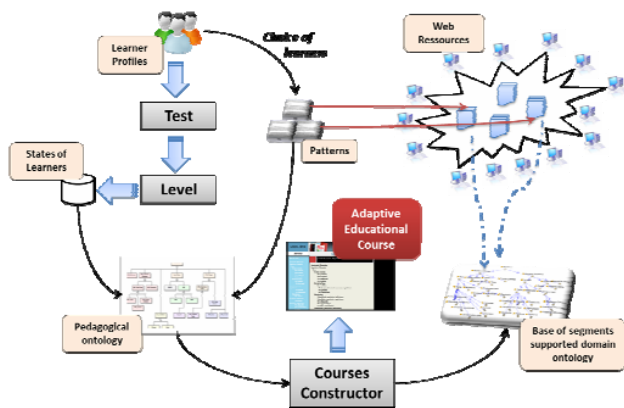 Choice of
learners
Learner
Profiles
Web
Ressources
Test
Patterns
States of
Learners
Level
Adaptive
Educational
Course
Pedagogical
ontology
Base of segments
supported domain
ontology
Courses
Constructor